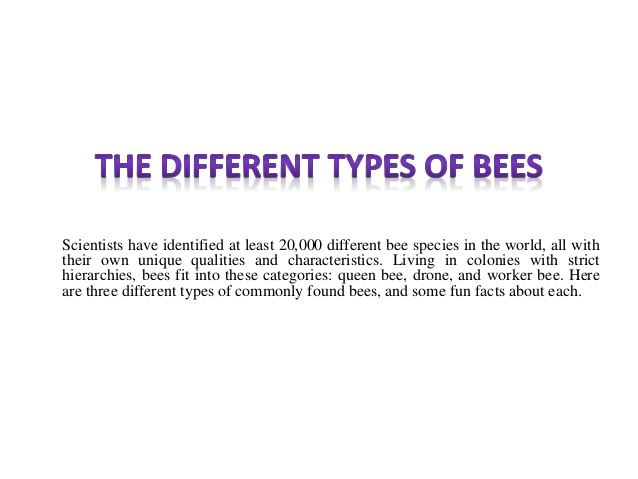 THE DIFFERENT TYPES OF BEES
Scientists have identified at least 20,000 different bee species in the world, all with
their own unique qualities and characteristics. Living in colonies with strict
hierarchies, bees fit into these categories: queen bee, drone, and worker bee. Here
are three different types of commonly found bees, and some fun facts about each.